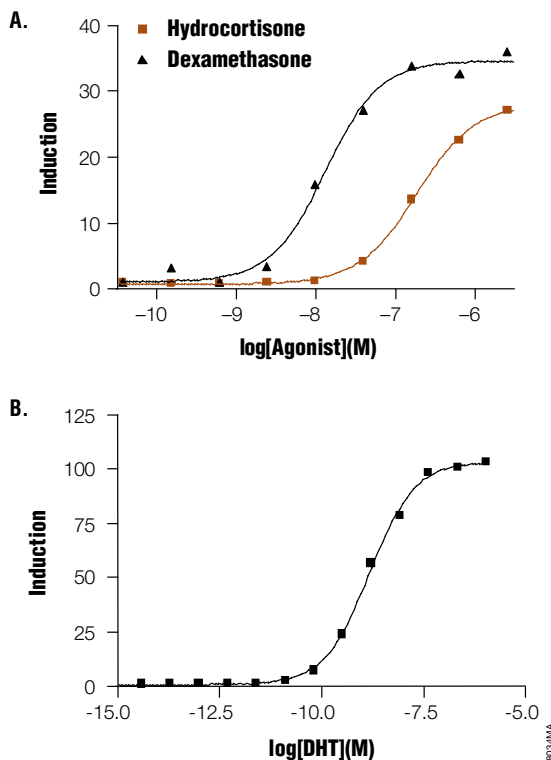 A.
Hydrocortisone
Dexamethasone
Induction
40
30
20
10
0
–10
–9
–8
–7
–6
log[Agonist](M)
B.
Induction
125
100
75
50
25
0
-15.0
-12.5
-10.0
-7.5
-5.0
log[DHT](M)
8034MA